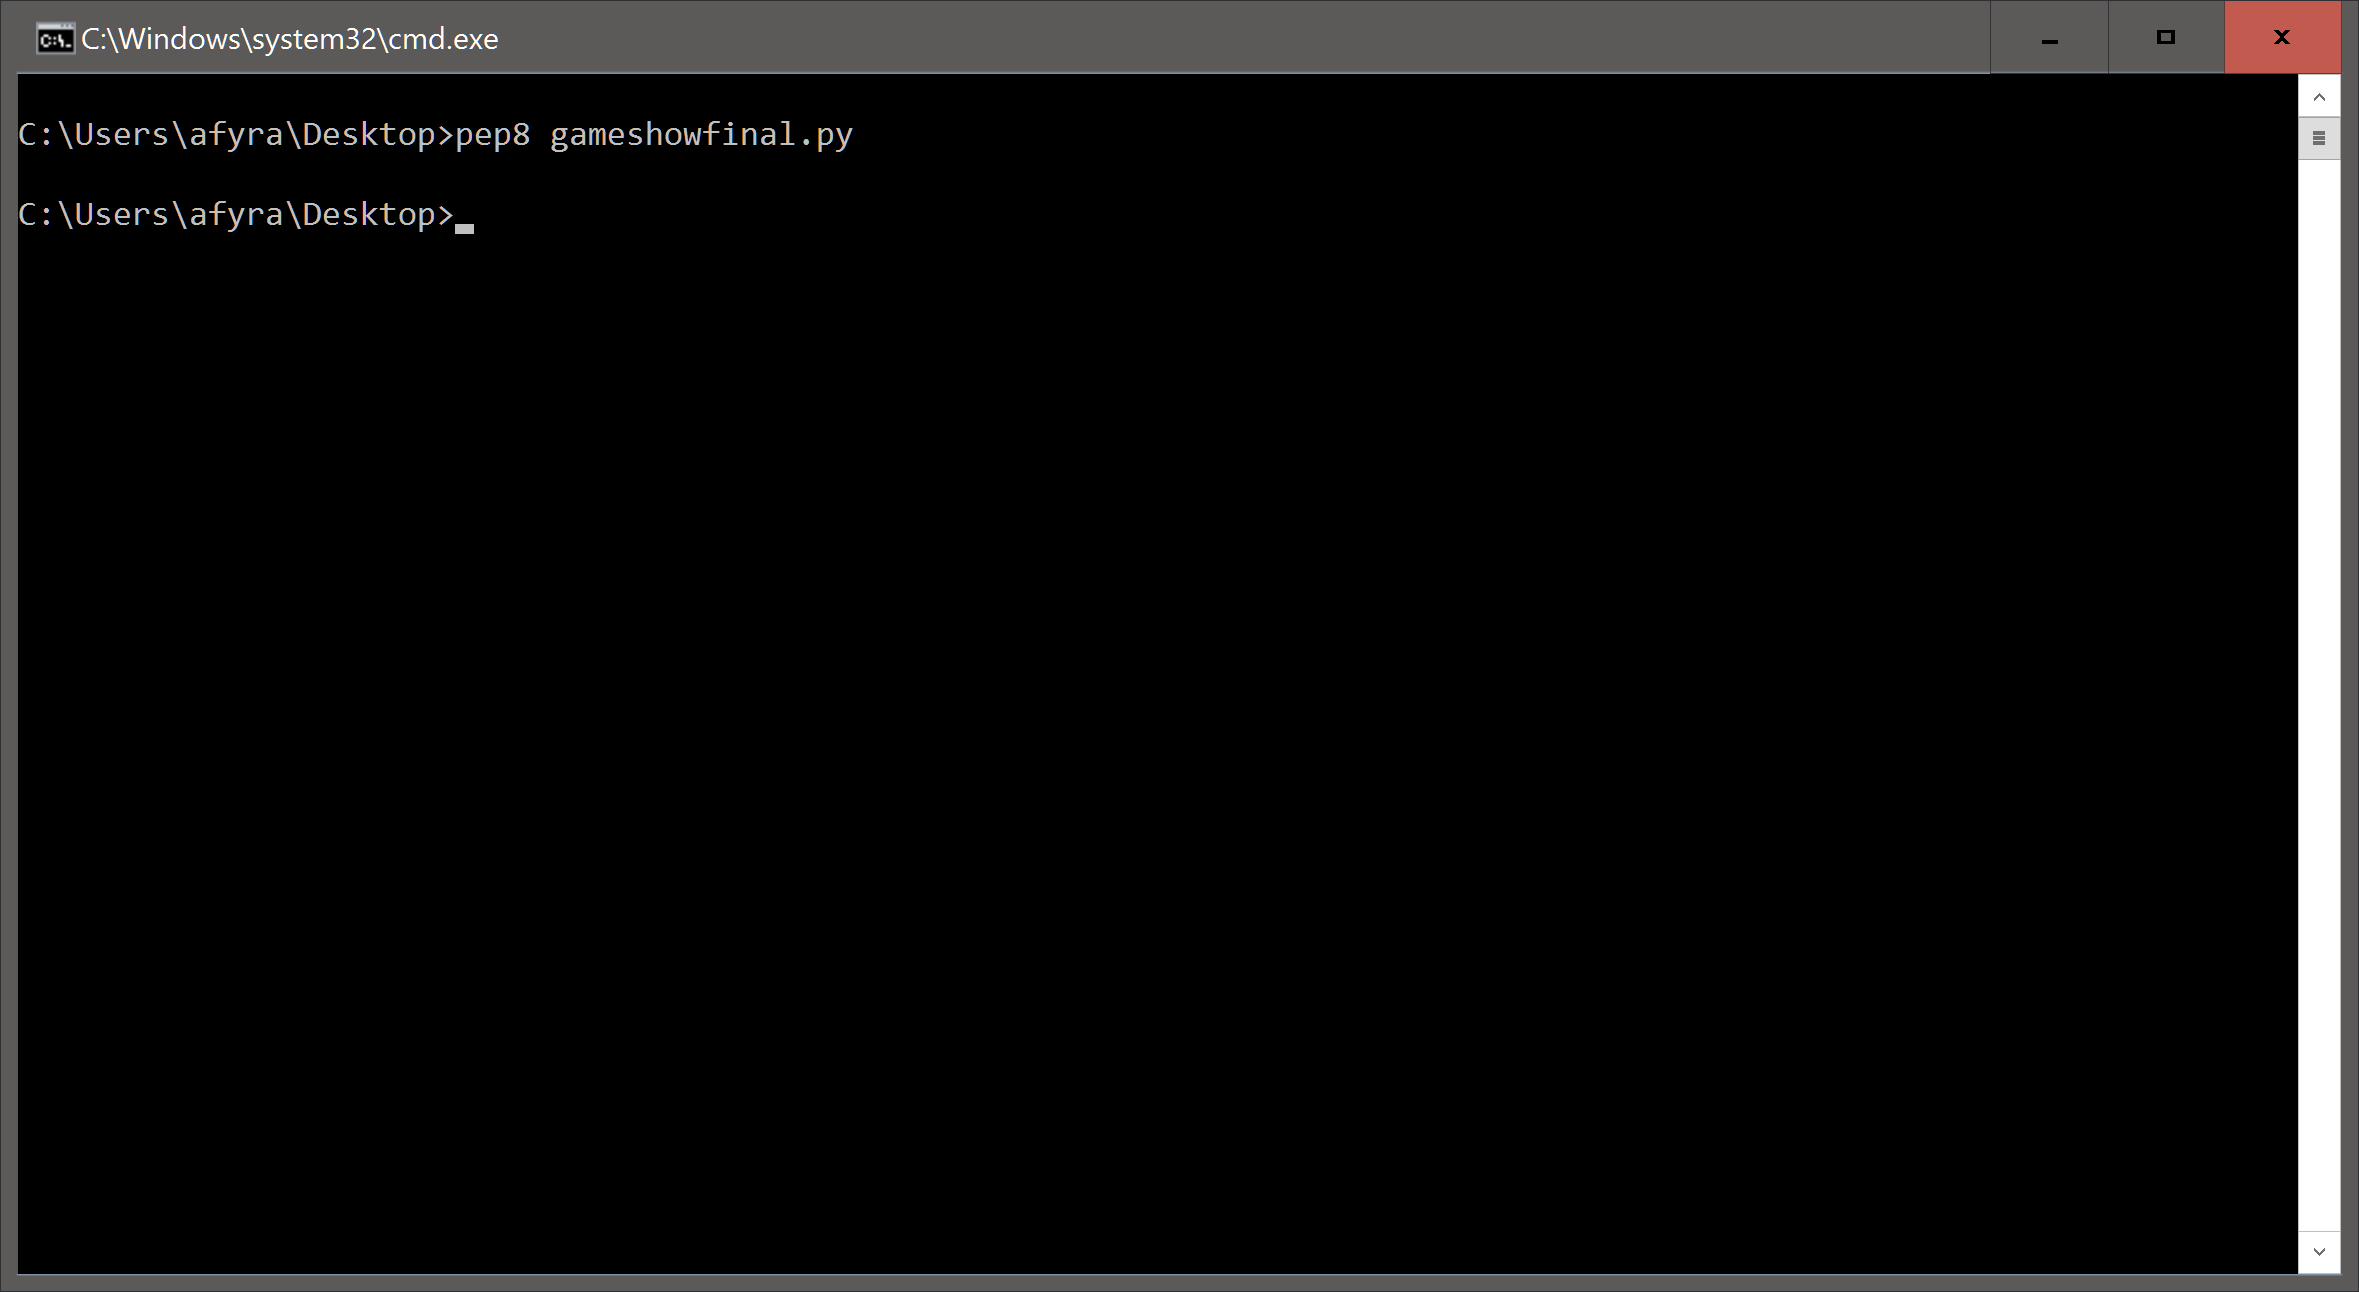 C:\Windows\system32\cmd.exe
C:\Users\afyra\Desktop>pep8 gameshowfinal.py
C:\Users\afyra\Desktop>